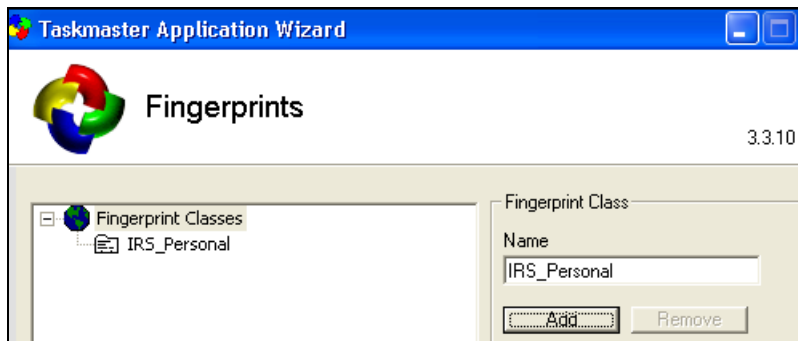 Taskmaster Application Wizard
Fingerprints
3.3.10
Fingerprint Classes
IRS_Personal
Fingerprint Class
Name
IRS_Personal
Add
Remove